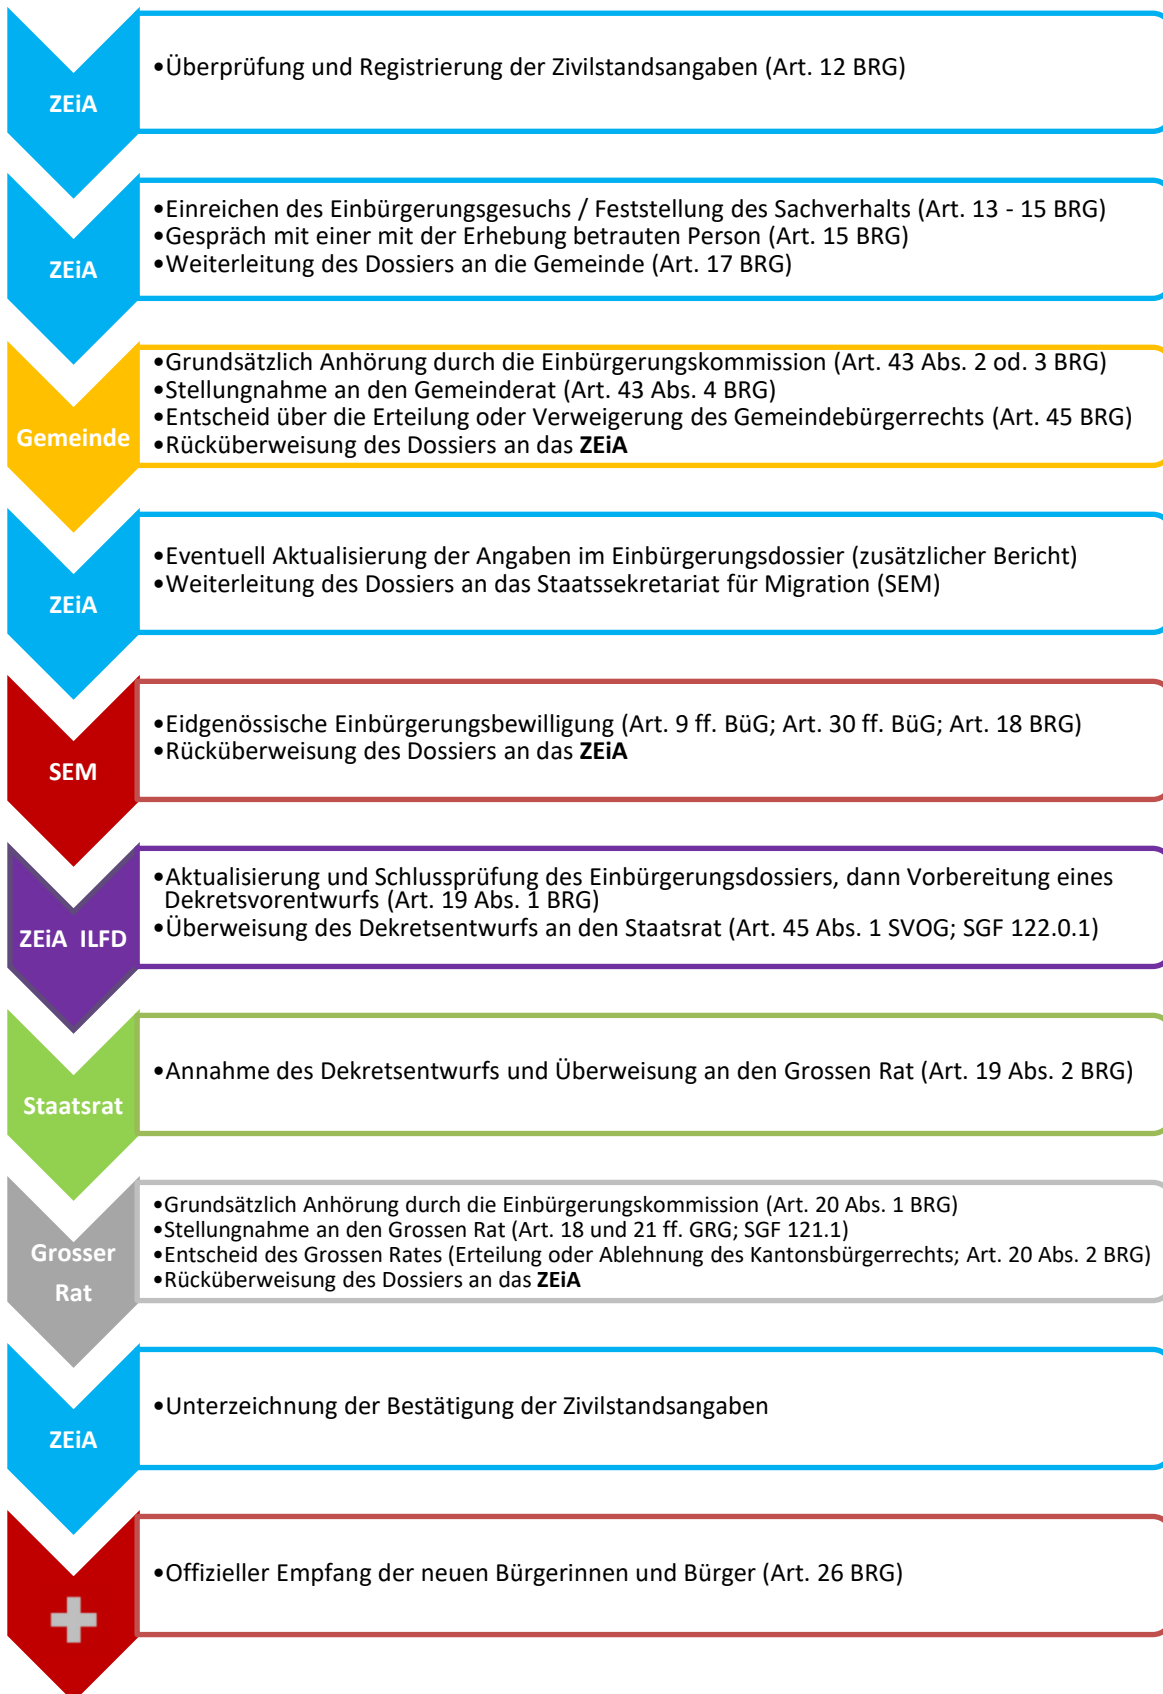 ZEiA
•Überprüfung und Registrierung der Zivilstandsangaben (Art. 12 BRG)
ZEiA
•Einreichen des Einbürgerungsgesuchs / Feststellung des Sachverhalts (Art. 13 - 15 BRG)
•Gespräch mit einer mit der Erhebung betrauten Person (Art. 15 BRG)
•Weiterleitung des Dossiers an die Gemeinde (Art. 17 BRG)
Gemeinde
•Grundsätzlich Anhörung durch die Einbürgerungskommission (Art. 43 Abs. 2 od. 3 BRG)
•Stellungnahme an den Gemeinderat (Art. 43 Abs. 4 BRG)
•Entscheid über die Erteilung oder Verweigerung des Gemeindebürgerrechts (Art. 45 BRG)
•Rücküberweisung des Dossiers an das ZEiA
ZEiA
•Eventuell Aktualisierung der Angaben im Einbürgerungsdossier (zusätzlicher Bericht)
•Weiterleitung des Dossiers an das Staatssekretariat für Migration (SEM)
SEM
•Eidgenössische Einbürgerungsbewilligung (Art. 9 ff. BüG; Art. 30 ff. BüG; Art. 18 BRG)
•Rücküberweisung des Dossiers an das ZEiA
ZEiA ILFD
•Aktualisierung und Schlussprüfung des Einbürgerungsdossiers, dann Vorbereitung eines
Dekretsvorentwurfs (Art. 19 Abs. 1 BRG)
•Überweisung des Dekretsentwurfs an den Staatsrat (Art. 45 Abs. 1 SVOG; SGF 122.0.1)
Staatsrat
•Annahme des Dekretsentwurfs und Überweisung an den Grossen Rat (Art. 19 Abs. 2 BRG)
Grosser
Rat
•Grundsätzlich Anhörung durch die Einbürgerungskommission (Art. 20 Abs. 1 BRG)
•Stellungnahme an den Grossen Rat (Art. 18 und 21 ff. GRG; SGF 121.1)
•Entscheid des Grossen Rates (Erteilung oder Ablehnung des Kantonsbürgerrechts; Art. 20 Abs. 2 BRG)
•Rücküberweisung des Dossiers an das ZEiA
ZEiA
•Unterzeichnung der Bestätigung der Zivilstandsangaben
•Offizieller Empfang der neuen Bürgerinnen und Bürger (Art. 26 BRG)